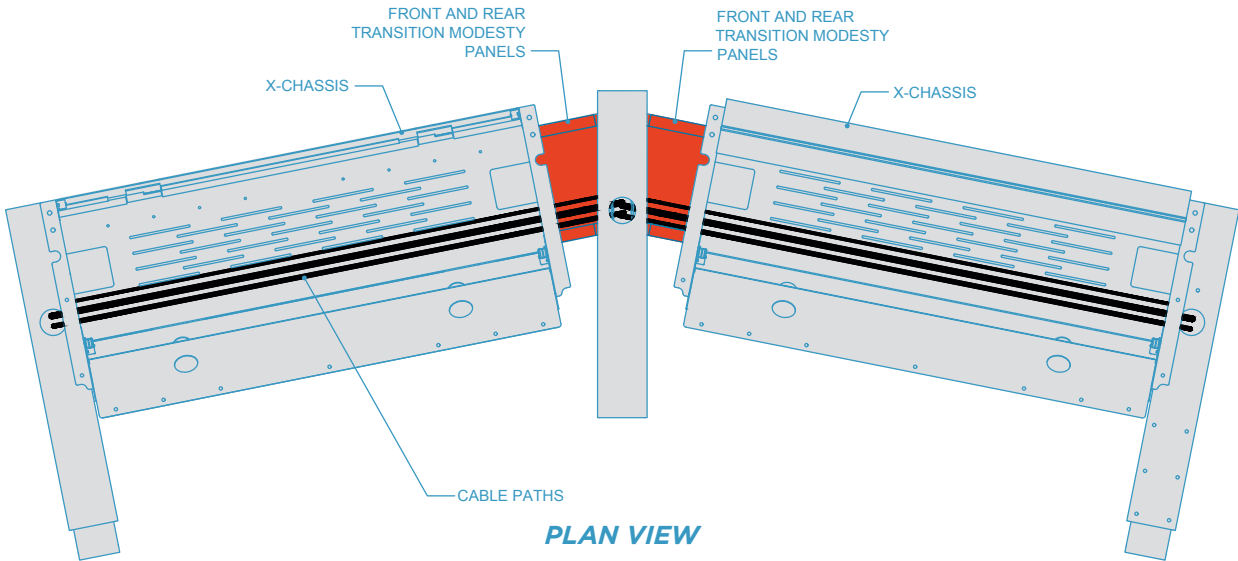 FRONT AND REAR
TRANSITION MODESTY
PANELS
FRONT AND REAR
TRANSITION MODESTY
PANELS
X-CHASSIS
X-CHASSIS
CABLE PATHS
PLAN VIEW